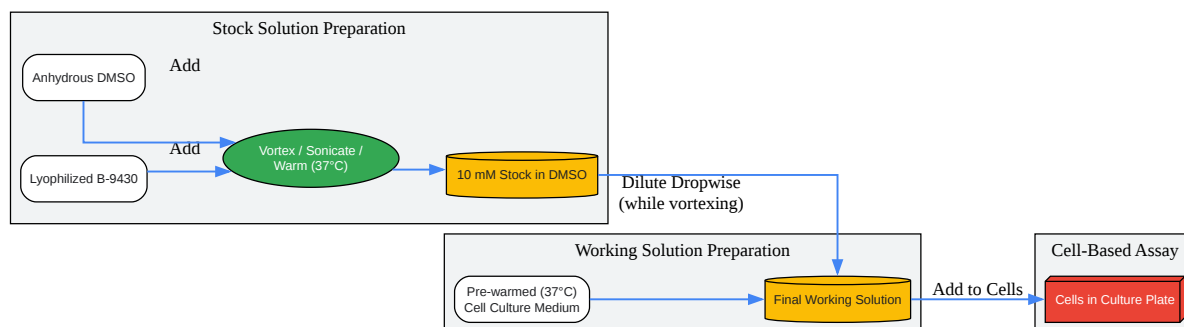 Stock Solution Preparation
Anhydrous DMSO
Add
Lyophilized B-9430
Add
Vortex / Sonicate /
Warm (37°C)
10 mM Stock in DMSO
Dilute Dropwise
(while vortexing)
Working Solution Preparation
Pre-warmed (37°C)
Cell Culture Medium
Final Working Solution
Add to Cells
Cell-Based Assay
Cells in Culture Plate